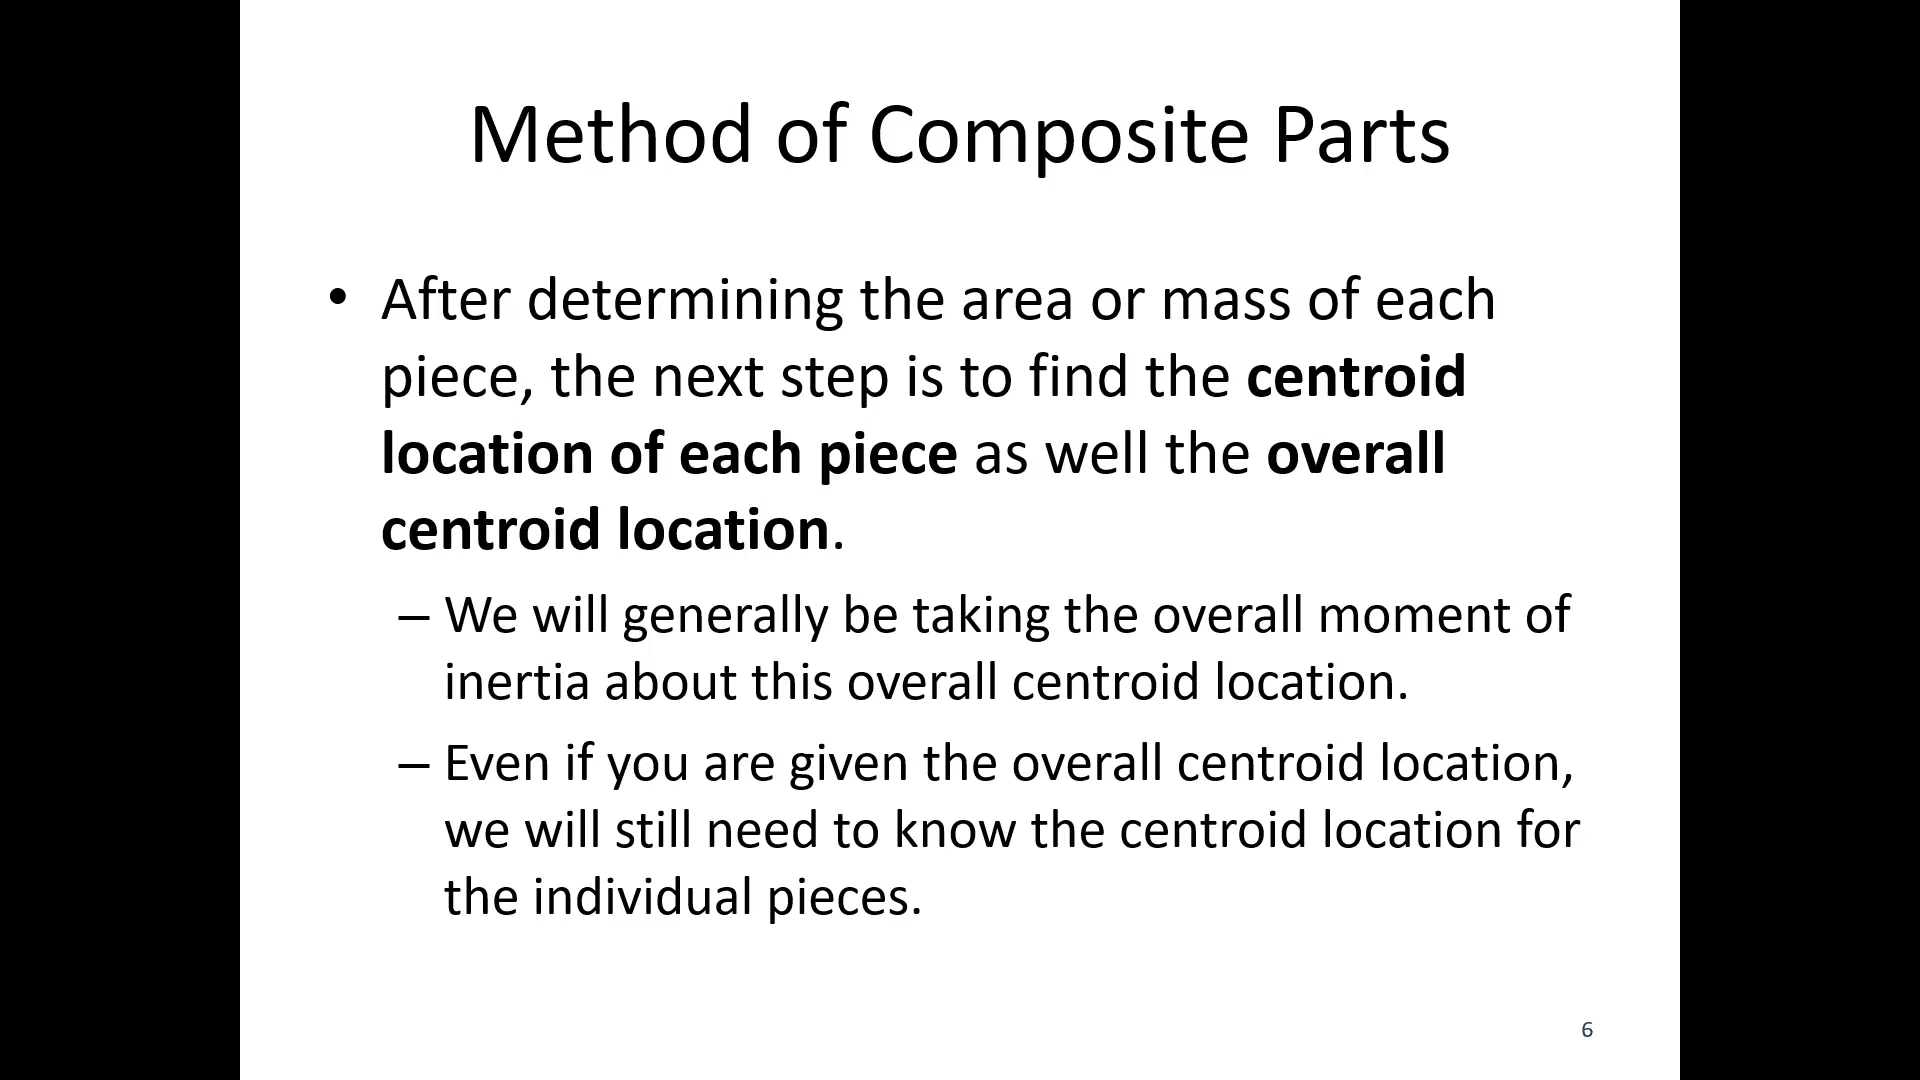 Method of Composite Parts
• After determining the area or mass of each
piece, the next step is to find the centroid
location of each piece as well the overall
centroid location.
– We will generally be taking the overall moment of
inertia about this overall centroid location.
– Even if you are given the overall centroid location,
we will still need to know the centroid location for
the individual pieces.
6